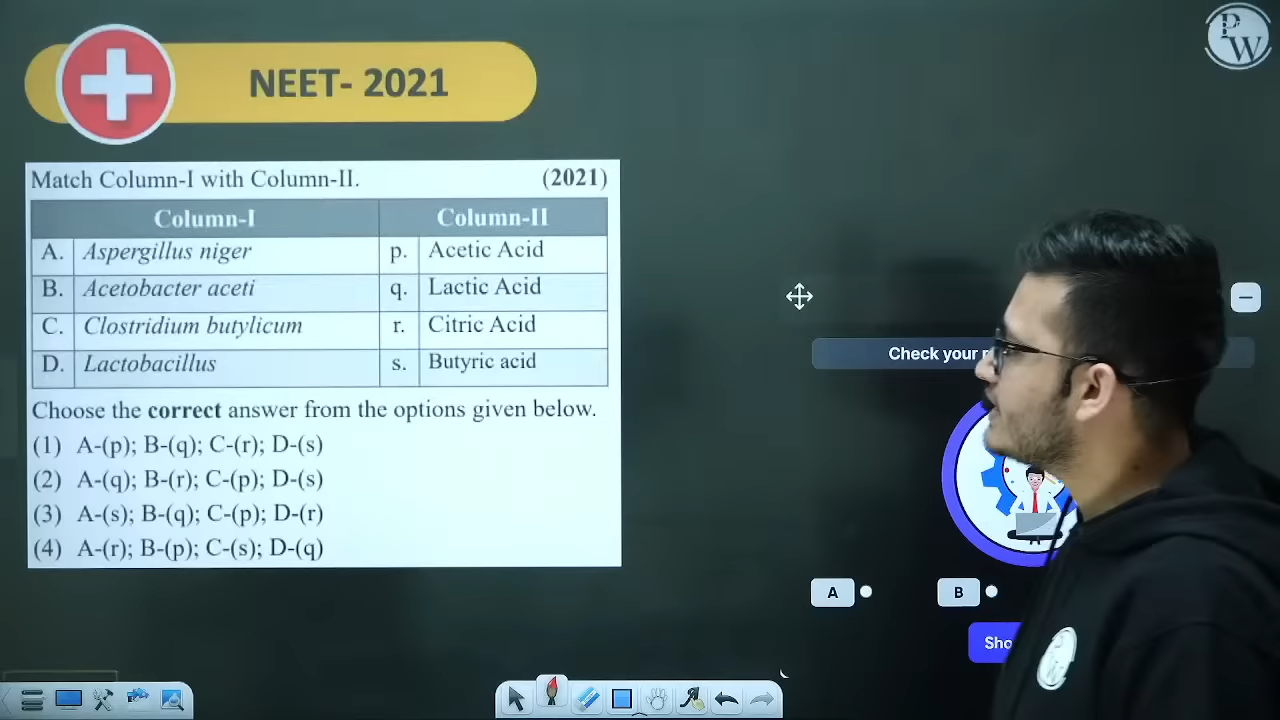 PW
NEET- 2021
Match Column-I with Column-II. (2021)
Column-I Column-II
A. Aspergillus niger p. Acetic Acid
B. Acetobacter aceti q. Lactic Acid
C. Clostridium butylicum r. Citric Acid
D. Lactobacillus s. Butyric acid
Choose the correct answer from the options given below.
(1) A-(p); B-(q); C-(r); D-(s)
(2) A-(q); B-(r); C-(p); D-(s)
(3) A-(s); B-(q); C-(p); D-(r)
(4) A-(r); B-(p); C-(s); D-(q)
Check your
A B